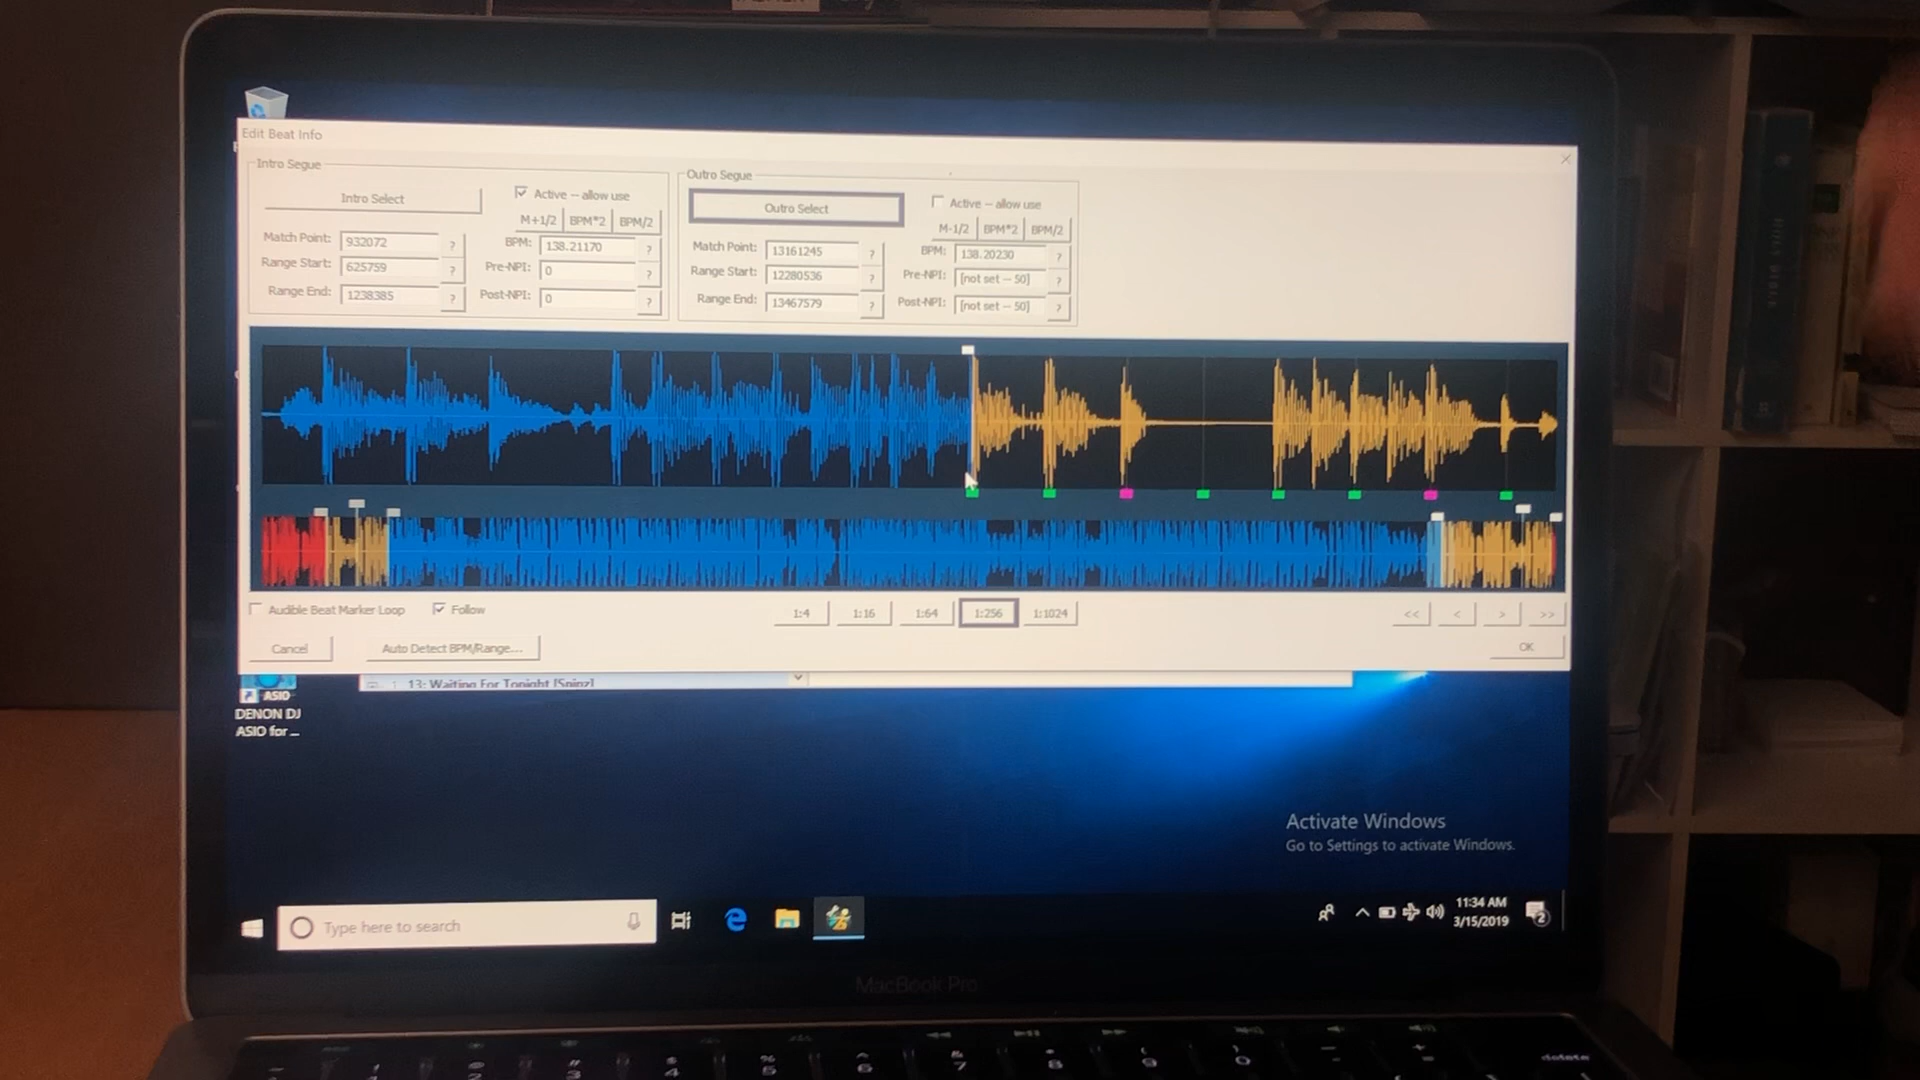 Edit Beat Info
Intro Segue
Intro Select
Active -- allow use
M+1/2 BPM*2 BPM/2
Match Point: 932072 ?
BPM: 138.21170 ?
Range Start: 625759 ?
Pre-NPI: 0 ?
Range End: 1238385 ?
Post-NPI: 0 ?
Outro Segue
Outro Select
Active -- allow use
M-1/2 BPM*2 BPM/2
Match Point: 13161245 ?
BPM: 138.20230 ?
Range Start: 12280536 ?
Pre-NPI: [not set -- 50] ?
Range End: 13467579 ?
Post-NPI: [not set -- 50] ?
Audible Beat Marker Loop
Follow
1:4 1:16 1:64 1:256 1:1024
<< < > >>
Cancel
Auto Detect BPM/Range...
OK
13: Waiting For Tonight [Spinz]
ASIO
DENON DJ
ASIO for ...
Activate Windows
Go to Settings to activate Windows.
Type here to search
11:34 AM
3/15/2019
2
MacBook Pro
delete